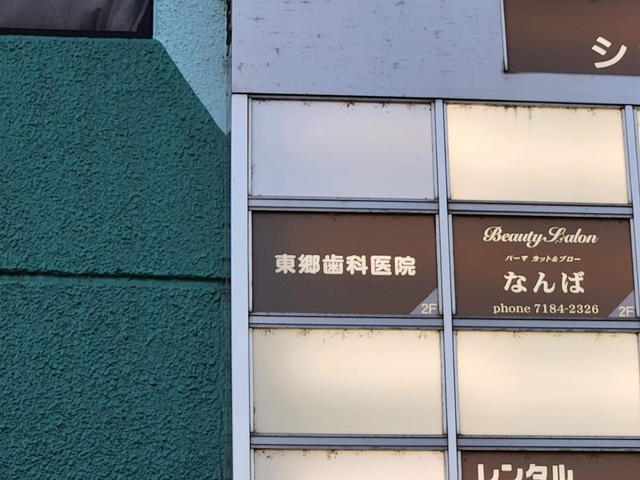 シ
東郷歯科医院
2F
Beauty Salon
パーマ カット&ブロー
なんば
phone 7184-2326
2F
レンタル